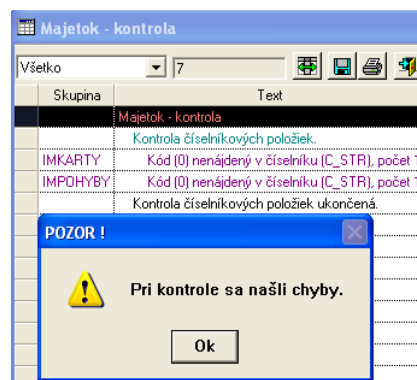 Majetok - kontrola
Všetko 7
Skupina Text
Majetok - kontrola
Kontrola číselníkových položiek.
IMKARTY Kód (0) nenájdený v číselníku (C_STR), počet
IMPOHYBY Kód (0) nenájdený v číselníku (C_STR), počet
Kontrola číselníkových položiek ukončená.
POZOR !
Pri kontrole sa našli chyby.
Ok